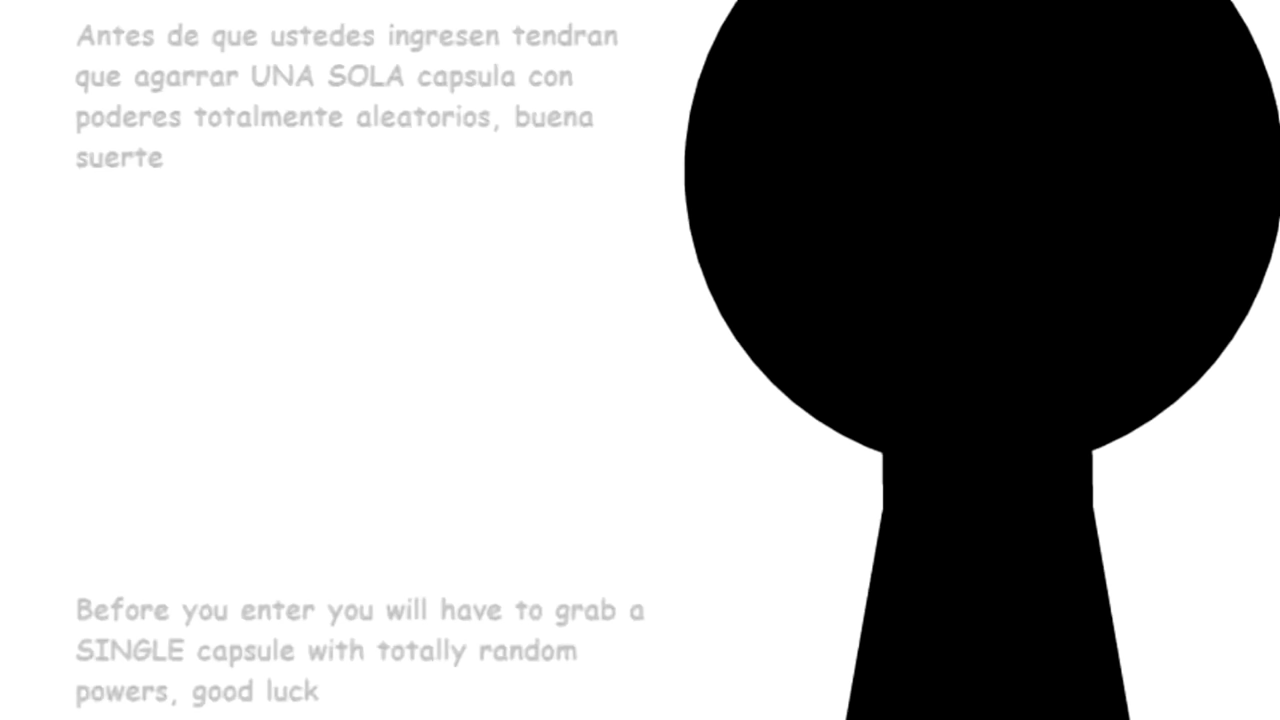 Antes de que ustedes ingresen tendran
que agarrar UNA SOLA capsula con
poderes totalmente aleatorios, buena
suerte
Before you enter you will have to grab a
SINGLE capsule with totally random
powers, good luck